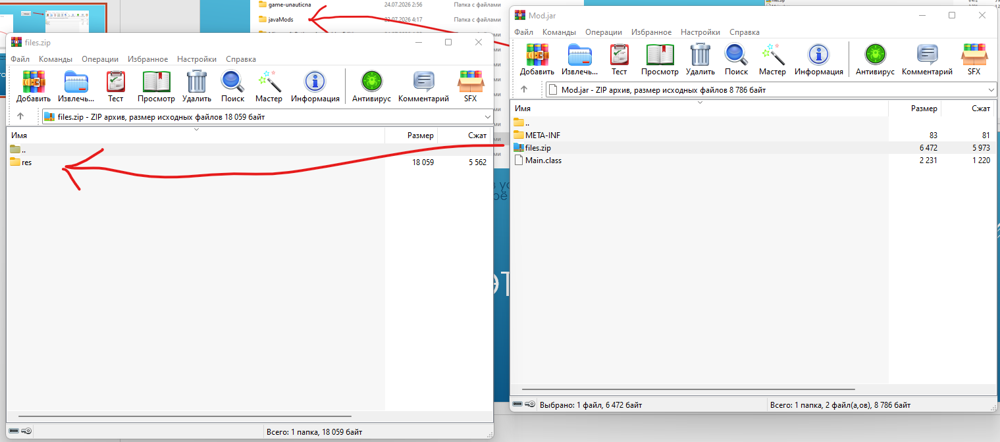 game-unauticna 24.07.2026 2:56 Папка с файлами
javaMods 23.07.2026 4:17 Папка с файлами
files.zip
Файл Команды Операции Избранное Настройки Справка
Добавить Извлечь... Тест Просмотр Удалить Поиск Мастер Информация Антивирус Комментарий SFX
files.zip - ZIP архив, размер исходных файлов 18 059 байт
Имя Размер Сжат
..
res 18 059 5 562
Всего: 1 папка, 18 059 байт
Mod.jar
Файл Команды Операции Избранное Настройки Справка
Добавить Извлечь... Тест Просмотр Удалить Поиск Мастер Информация Антивирус Комментарий SFX
Mod.jar - ZIP архив, размер исходных файлов 8 786 байт
Имя Размер Сжат
..
META-INF 83 81
files.zip 6 472 5 973
Main.class 2 231 1 220
Выбрано: 1 файл, 6 472 байт
Всего: 1 папка, 2 файл(а,ов), 8 786 байт